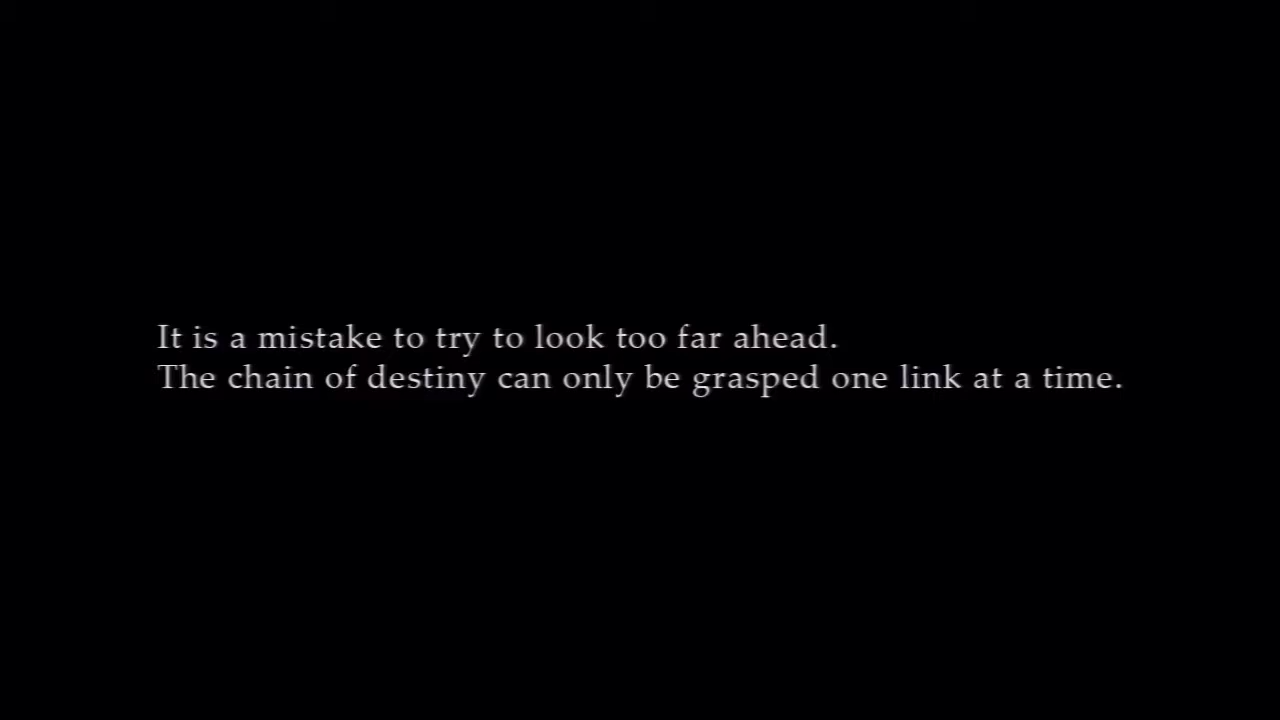 It is a mistake to try to look too far ahead.
The chain of destiny can only be grasped one link at a time.